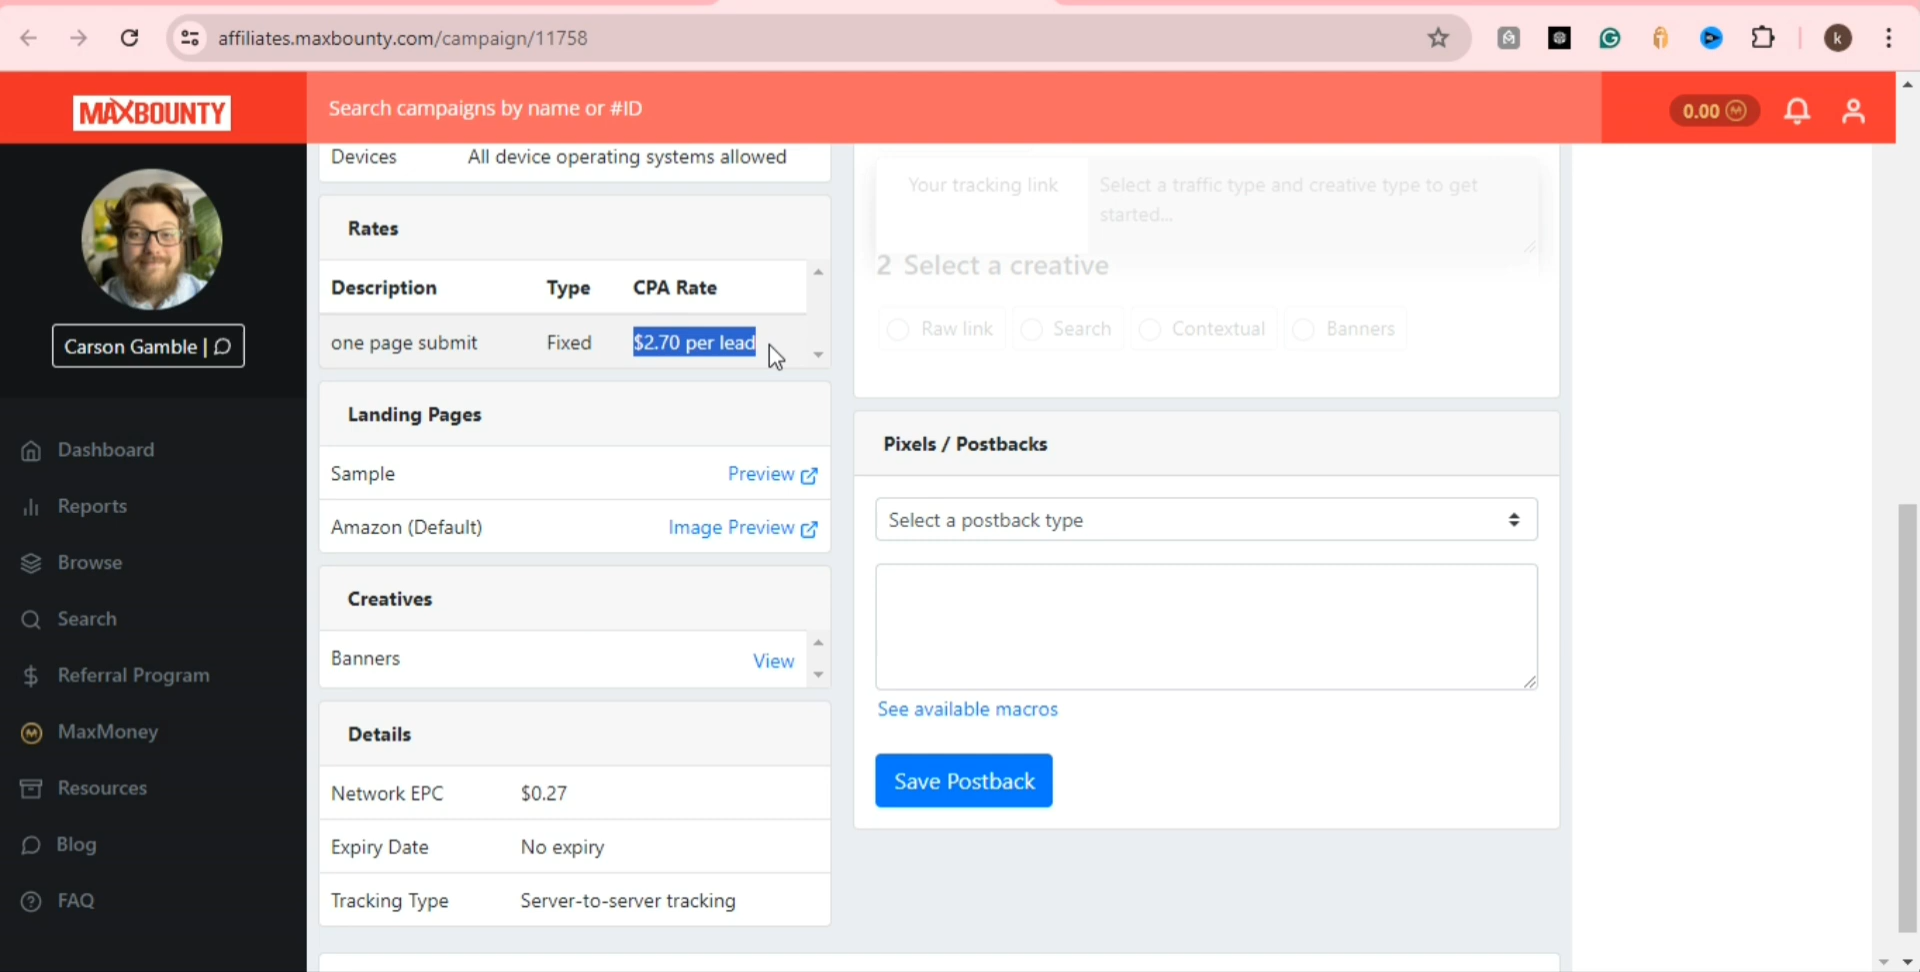 affiliates.maxbounty.com/campaign/11758
k
MAXBOUNTY
Search campaigns by name or #ID
0.00
Carson Gamble |
Dashboard
Reports
Browse
Search
Referral Program
MaxMoney
Resources
Blog
FAQ
Devices All device operating systems allowed
Rates
Description Type CPA Rate
one page submit Fixed $2.70 per lead
Landing Pages
Sample Preview
Amazon (Default) Image Preview
Creatives
Banners View
Details
Network EPC $0.27
Expiry Date No expiry
Tracking Type Server-to-server tracking
Your tracking link Select a traffic type and creative type to get
started...
2 Select a creative
Raw link Search Contextual Banners
Pixels / Postbacks
Select a postback type
See available macros
Save Postback